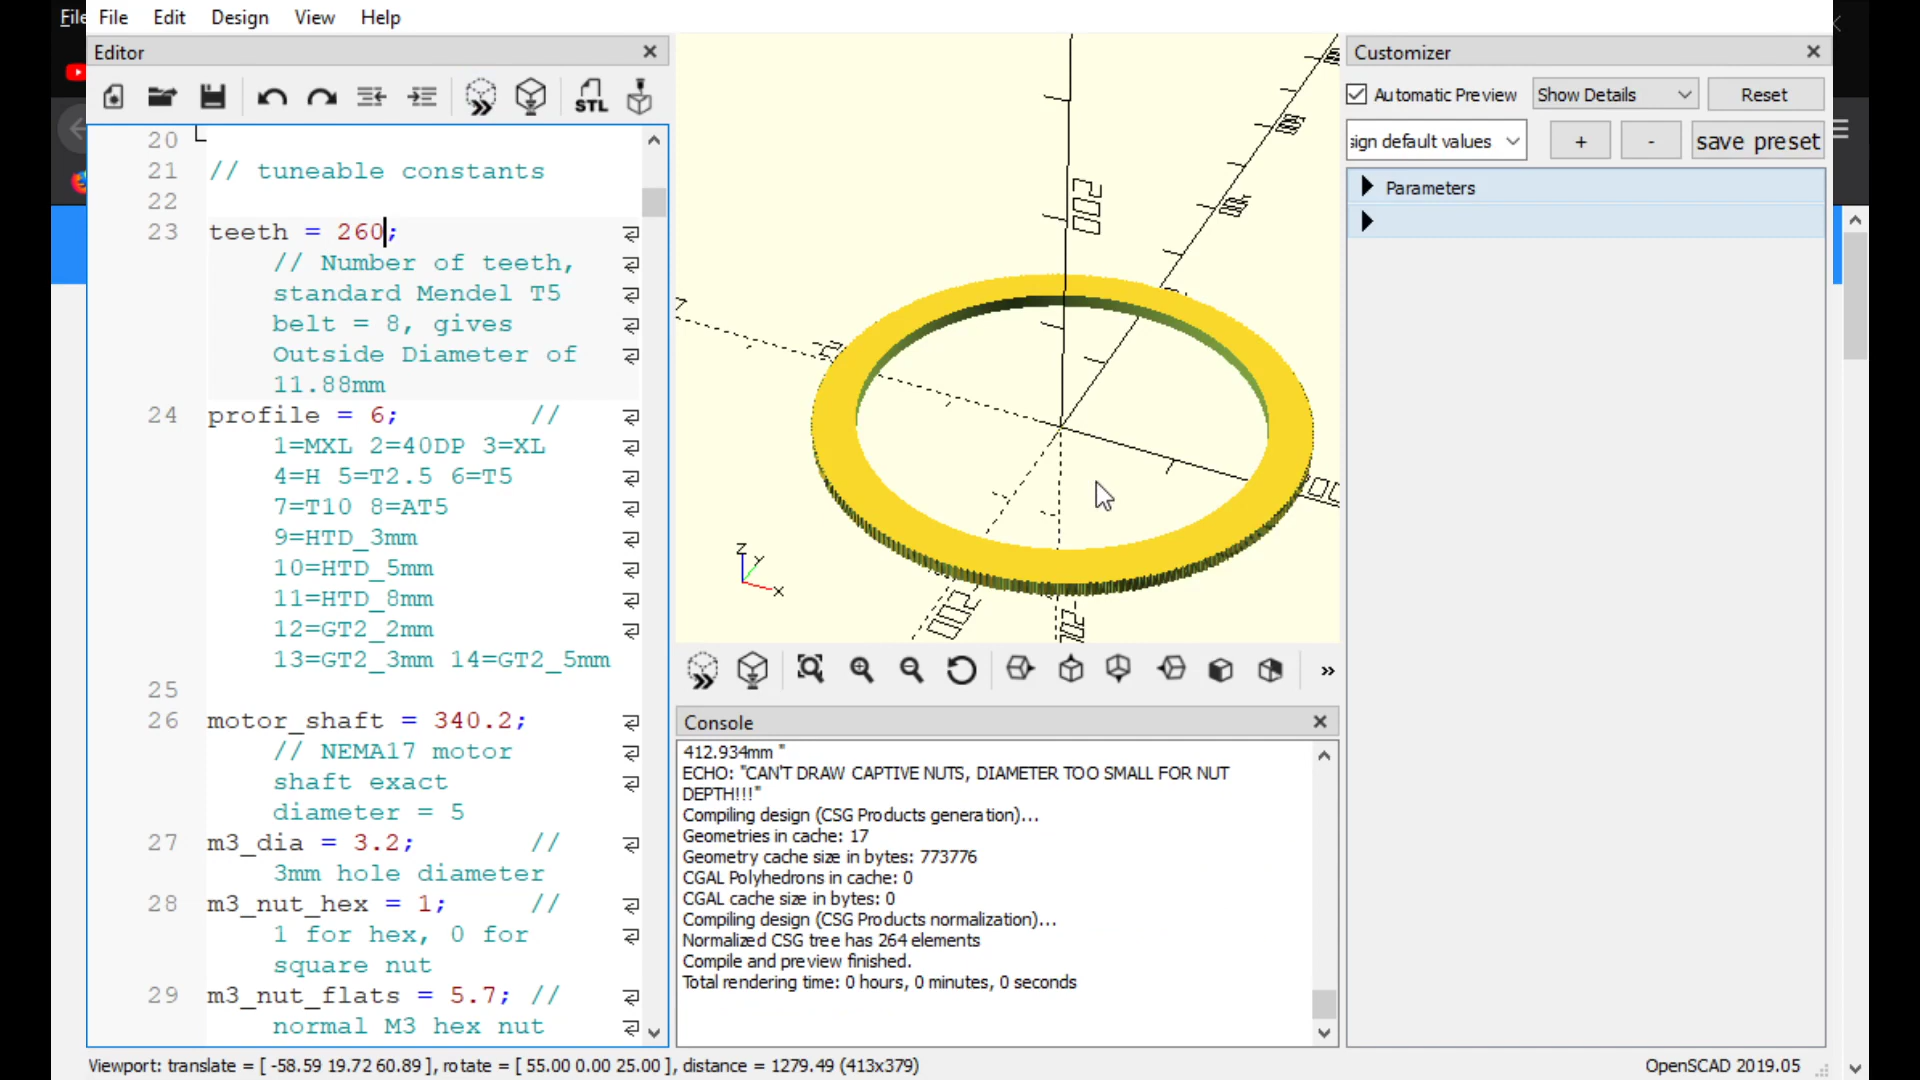 File
File Edit Design View Help
Editor
STL
20
21 // tuneable constants
22
23 teeth = 260;
// Number of teeth,
standard Mendel T5
belt = 8, gives
Outside Diameter of
11.88mm
24 profile = 6; //
1=MXL 2=40DP 3=XL
4=H 5=T2.5 6=T5
7=T10 8=AT5
9=HTD_3mm
10=HTD_5mm
11=HTD_8mm
12=GT2_2mm
13=GT2_3mm 14=GT2_5mm
25
26 motor_shaft = 340.2;
// NEMA17 motor
shaft exact
diameter = 5
27 m3_dia = 3.2; //
3mm hole diameter
28 m3_nut_hex = 1; //
1 for hex, 0 for
square nut
29 m3_nut_flats = 5.7; //
normal M3 hex nut
200
200
Z
Y
X
»
Console
412.934mm "
ECHO: "CAN'T DRAW CAPTIVE NUTS, DIAMETER TOO SMALL FOR NUT
DEPTH!!!"
Compiling design (CSG Products generation)...
Geometries in cache: 17
Geometry cache size in bytes: 773776
CGAL Polyhedrons in cache: 0
CGAL cache size in bytes: 0
Compiling design (CSG Products normalization)...
Normalized CSG tree has 264 elements
Compile and preview finished.
Total rendering time: 0 hours, 0 minutes, 0 seconds
Customizer
Automatic Preview Show Details Reset
sign default values + - save preset
Parameters
Viewport: translate = [ -58.59 19.72 60.89 ], rotate = [ 55.00 0.00 25.00 ], distance = 1279.49 (413x379)
OpenSCAD 2019.05